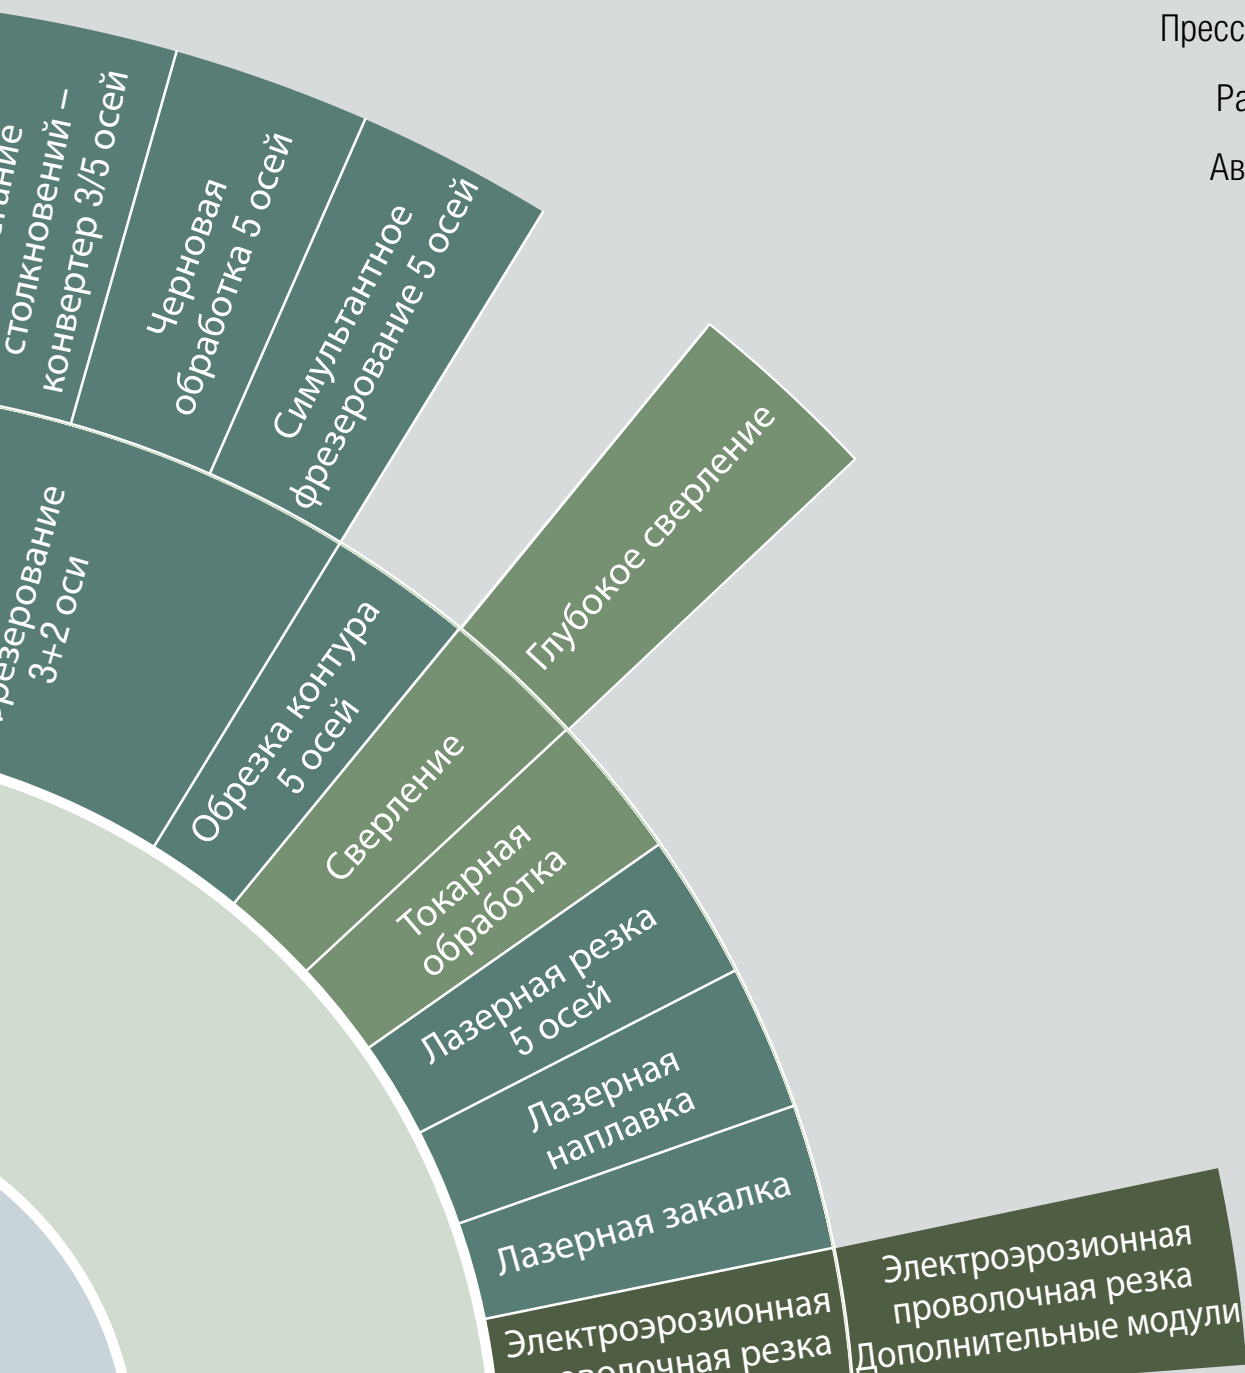 столкновений –
конвертер 3/5 осей
Черновая
обработка 5 осей
Симультантное
фрезерование 5 осей
Глубокое сверление
3+2 оси
Обрезка контура
5 осей
Сверление
Токарная
обработка
Лазерная резка
5 осей
Лазерная
наплавка
Лазерная закалка
Электроэрозионная
резка
Электроэрозионная
проволочная резка
Дополнительные модули